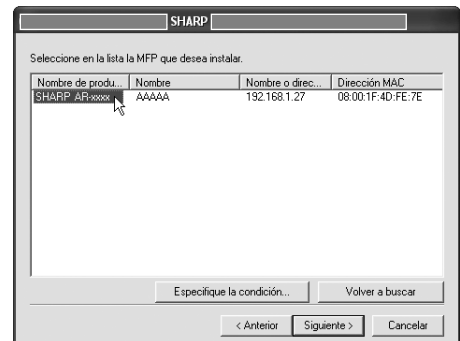 SHARP
Seleccione en la lista la MFP que desea instalar.
Nombre de produ... Nombre Nombre o direc... Dirección MAC
SHARP AR-xxxx AAAAA 192.168.1.27 08:00:1F:4D:FE:7E
Especifique la condición... Volver a buscar
< Anterior Siguiente > Cancelar